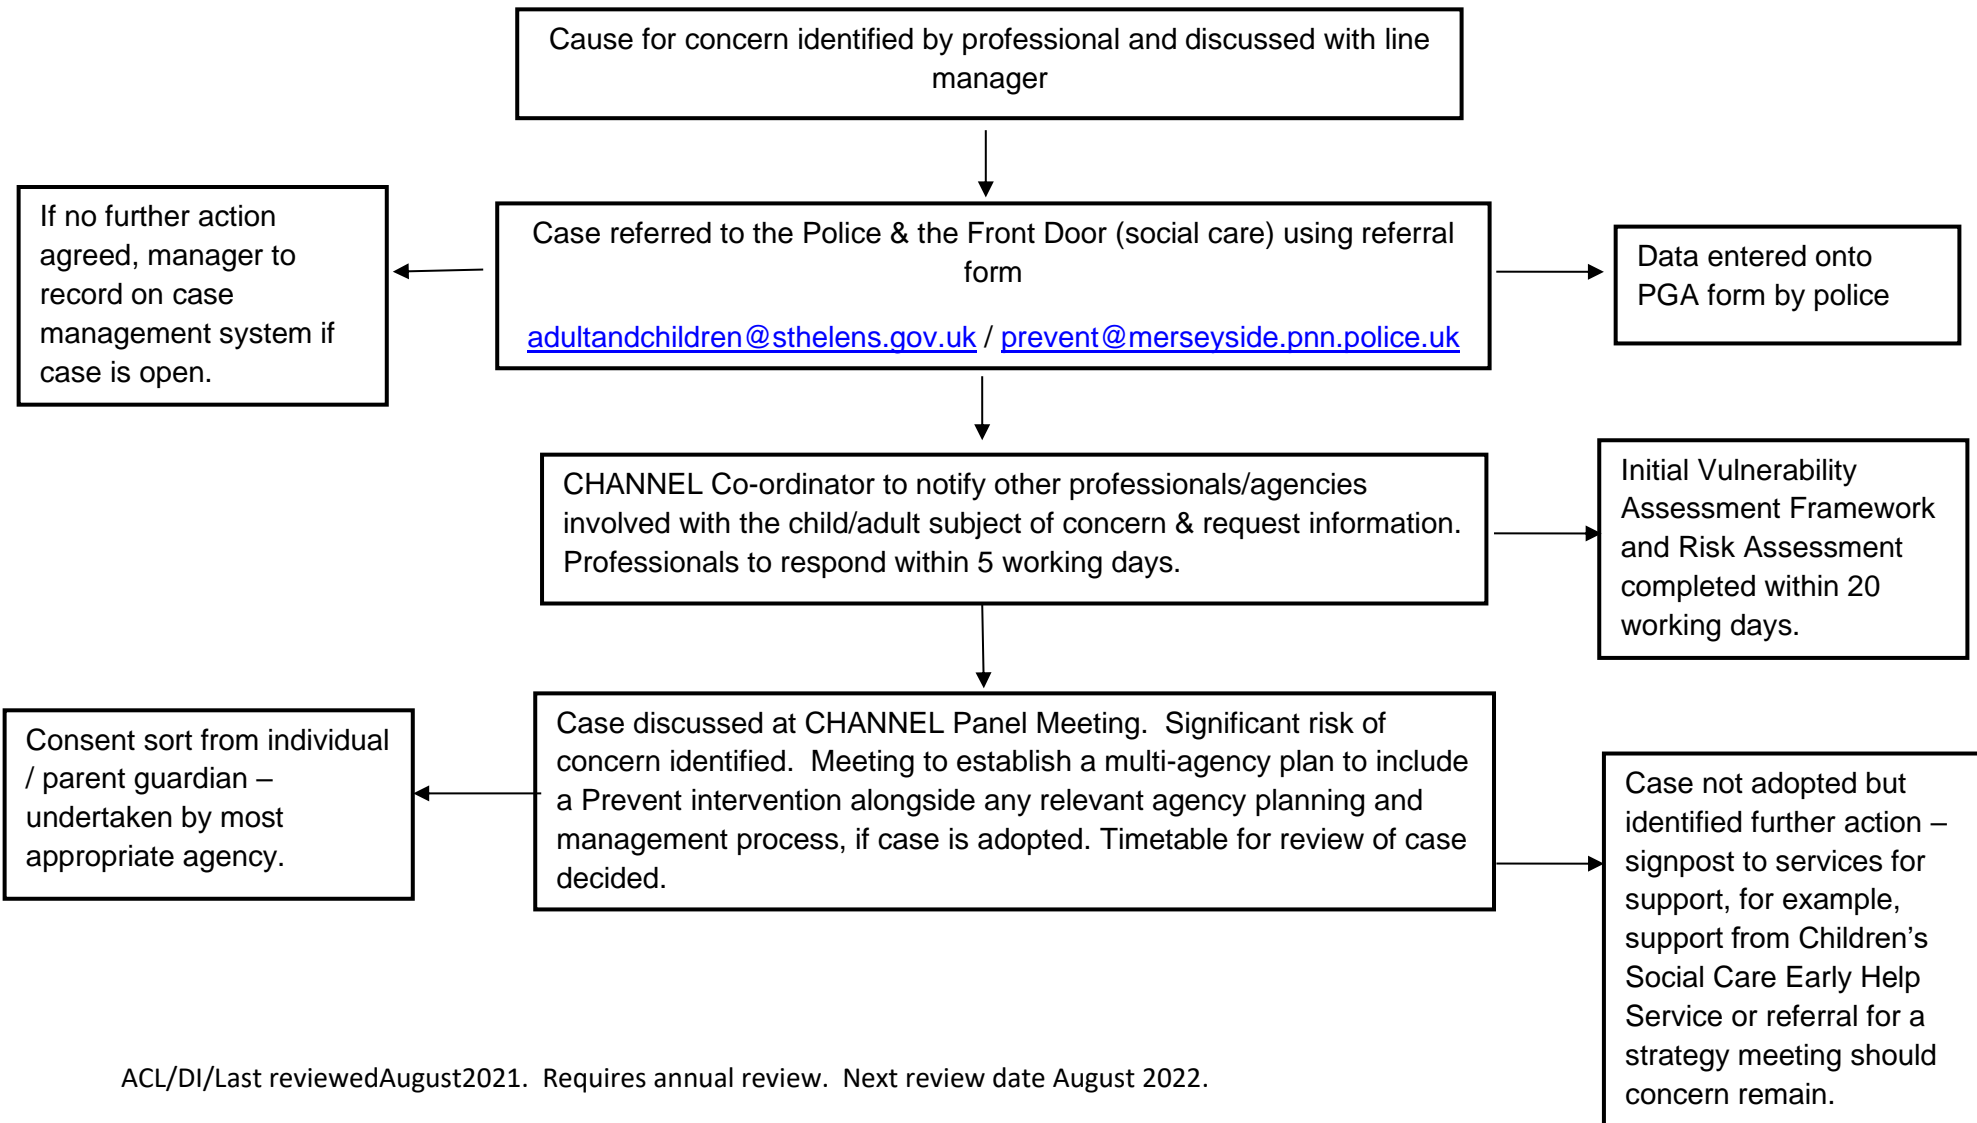 Cause for concern identified by professional and discussed with line
manager
If no further action
agreed, manager to
record on case
management system if
case is open.
Case referred to the Police & the Front Door (social care) using referral
form
adultandchildren@sthelens.gov.uk / prevent@merseyside.pnn.police.uk
Data entered onto
PGA form by police
CHANNEL Co-ordinator to notify other professionals/agencies
involved with the child/adult subject of concern & request information.
Professionals to respond within 5 working days.
Initial Vulnerability
Assessment Framework
and Risk Assessment
completed within 20
working days.
Consent sort from individual
/ parent guardian –
undertaken by most
appropriate agency.
Case discussed at CHANNEL Panel Meeting.  Significant risk of
concern identified.  Meeting to establish a multi-agency plan to include
a Prevent intervention alongside any relevant agency planning and
management process, if case is adopted. Timetable for review of case
decided.
Case not adopted but
identified further action –
signpost to services for
support, for example,
support from Children’s
Social Care Early Help
Service or referral for a
strategy meeting should
concern remain.
ACL/DI/Last reviewedAugust2021.  Requires annual review.  Next review date August 2022.